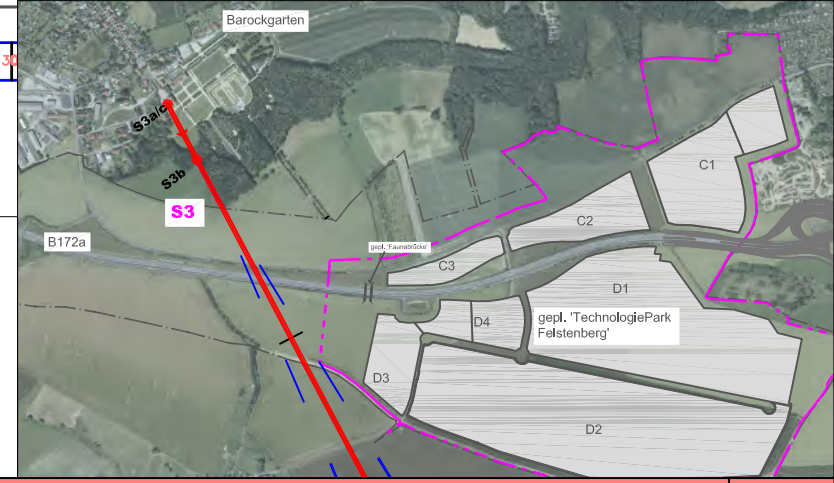 Barockgarten
30
S3a/c
S3b
S3
B172a
gepl. 'Faunabrücke'
C1
C2
C3
D1
D4
gepl. 'TechnologiePark
Felstenberg'
D3
D2